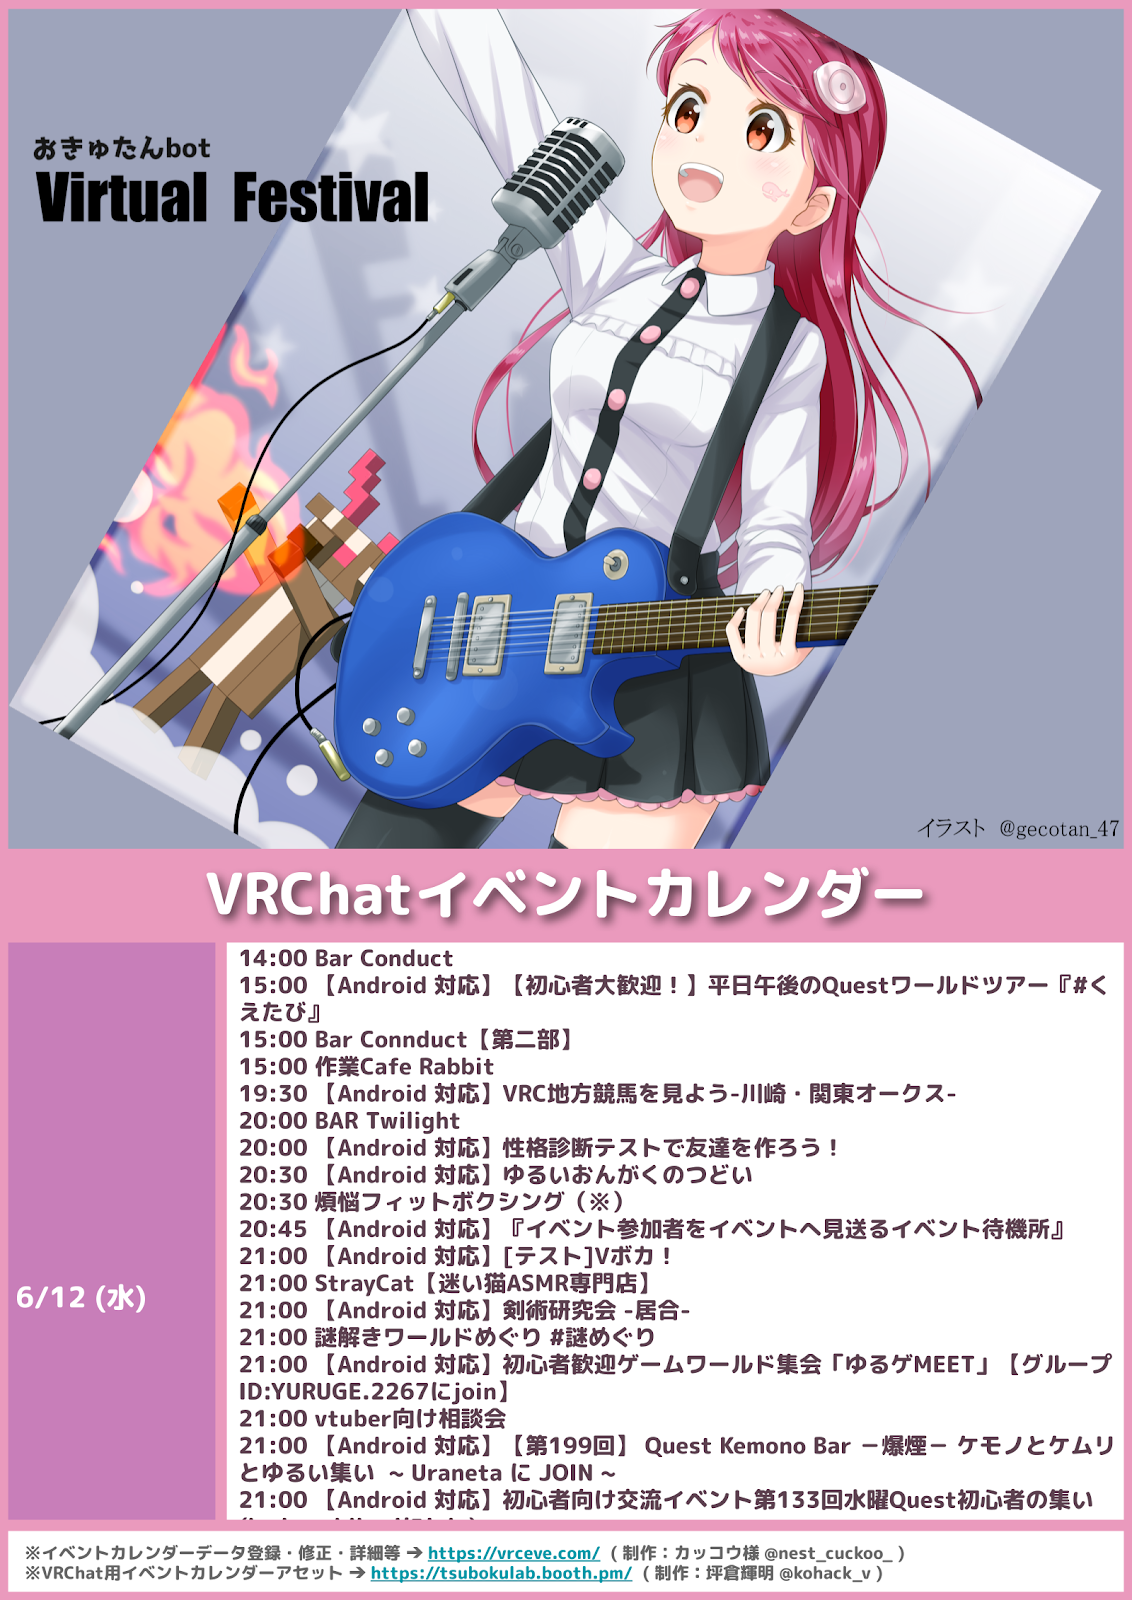 おきゅたんbot
Virtual Festival
イラスト @gecotan_47
VRChatイベントカレンダー
6/12 (水)
14:00 Bar Conduct
15:00 【Android 対応】【初心者大歓迎！】平日午後のQuestワールドツアー『#く
えたび』
15:00 Bar Connduct【第二部】
15:00 作業Cafe Rabbit
19:30 【Android 対応】VRC地方競馬を見よう-川崎・関東オークス-
20:00 BAR Twilight
20:00 【Android 対応】性格診断テストで友達を作ろう！
20:30 【Android 対応】ゆるいおんがくのつどい
20:30 煩悩フィットボクシング（※）
20:45 【Android 対応】『イベント参加者をイベントへ見送るイベント待機所』
21:00 【Android 対応】[テスト]Vボカ！
21:00 StrayCat【迷い猫ASMR専門店】
21:00 【Android 対応】剣術研究会 -居合-
21:00 謎解きワールドめぐり #謎めぐり
21:00 【Android 対応】初心者歓迎ゲームワールド集会「ゆるゲMEET」【グループ
ID:YURUGE.2267にjoin】
21:00 vtuber向け相談会
21:00 【Android 対応】【第199回】 Quest Kemono Bar －爆煙－ ケモノとケムリ
とゆるい集い ~ Uraneta に JOIN ~
21:00 【Android 対応】初心者向け交流イベント第133回水曜Quest初心者の集い
※イベントカレンダーデータ登録・修正・詳細等 ➔ https://vrceve.com/ ( 制作：カッコウ様 @nest_cuckoo_ )
※VRChat用イベントカレンダーアセット ➔ https://tsubokulab.booth.pm/ ( 制作：坪倉輝明 @kohack_v )